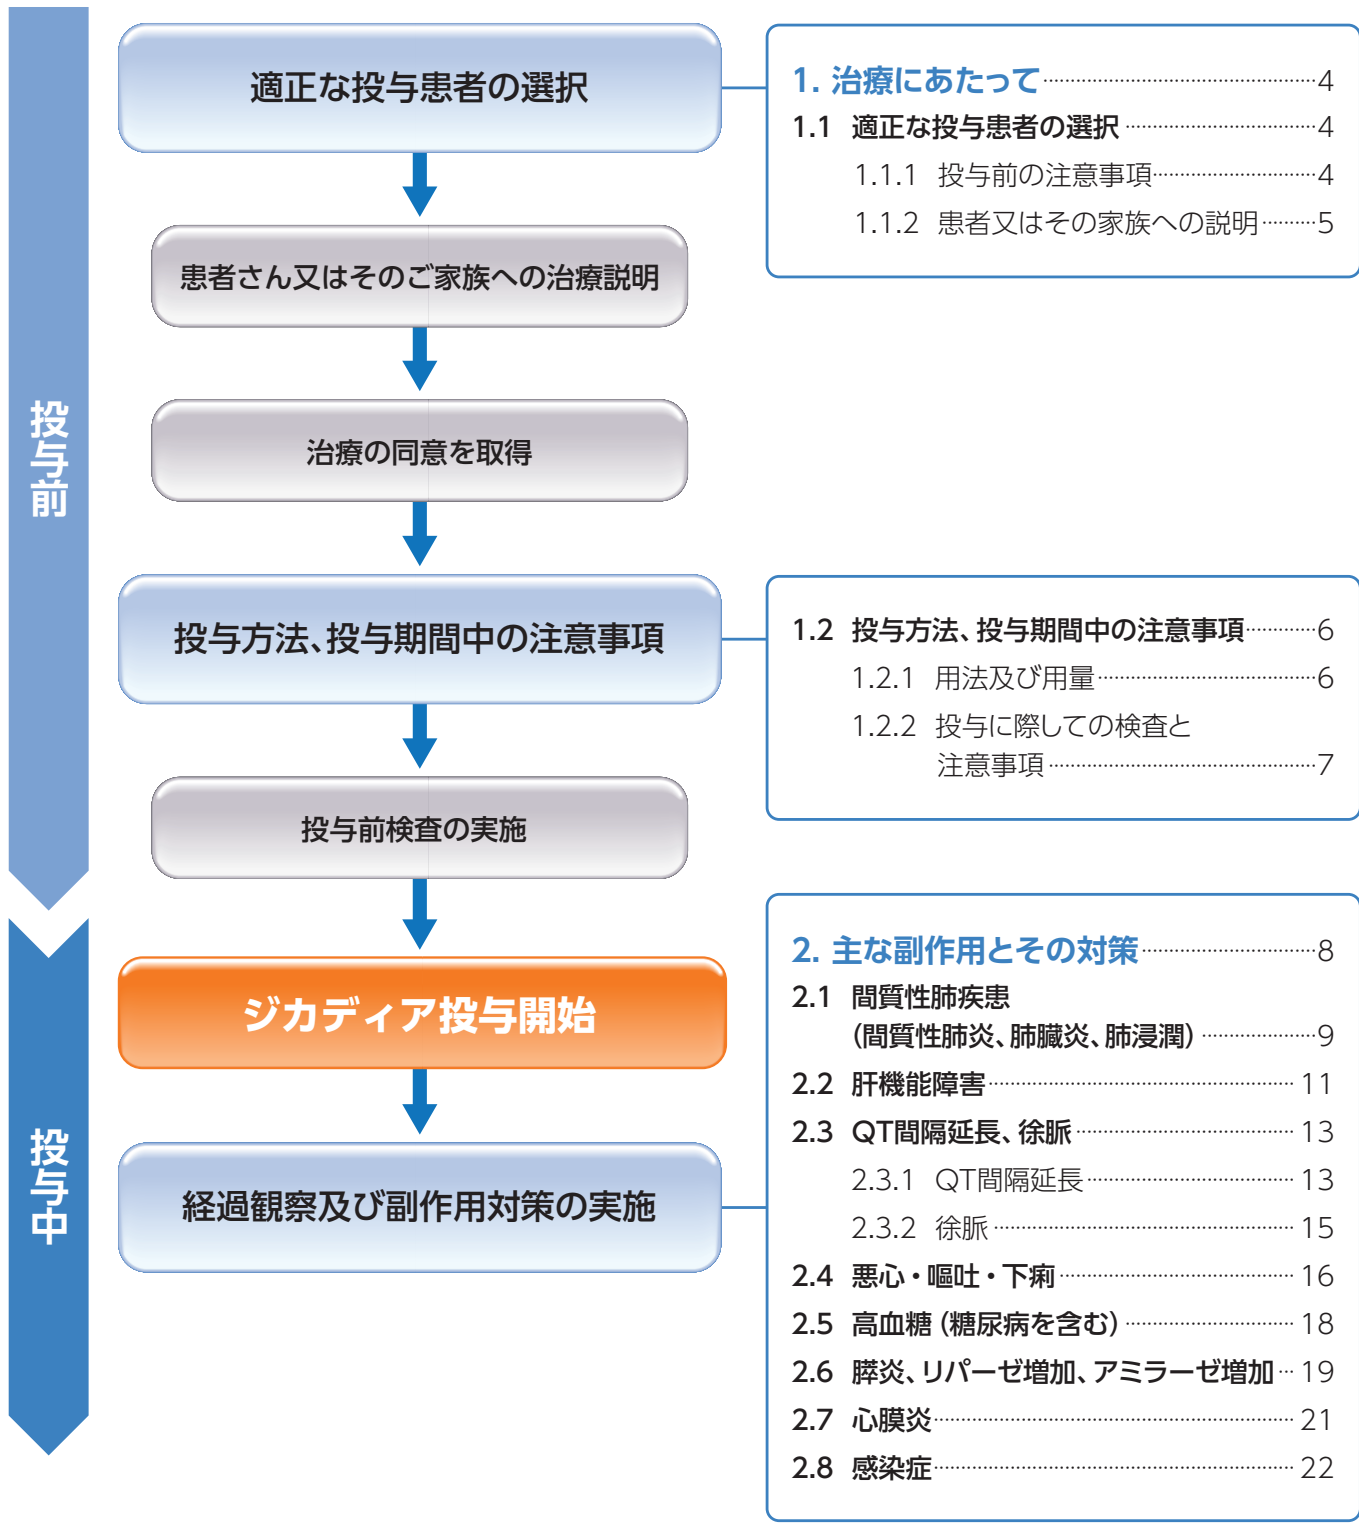 投与前
適正な投与患者の選択
患者さん又はそのご家族への治療説明
治療の同意を取得
投与方法、投与期間中の注意事項
投与前検査の実施
投与中
ジカディア投与開始
経過観察及び副作用対策の実施
1. 治療にあたって 4
1.1 適正な投与患者の選択 4
1.1.1 投与前の注意事項 4
1.1.2 患者又はその家族への説明 5
1.2 投与方法、投与期間中の注意事項 6
1.2.1 用法及び用量 6
1.2.2 投与に際しての検査と
注意事項 7
2. 主な副作用とその対策 8
2.1 間質性肺疾患
(間質性肺炎、肺臓炎、肺浸潤) 9
2.2 肝機能障害 11
2.3 QT間隔延長、徐脈 13
2.3.1 QT間隔延長 13
2.3.2 徐脈 15
2.4 悪心・嘔吐・下痢 16
2.5 高血糖(糖尿病を含む) 18
2.6 膵炎、リパーゼ増加、アミラーゼ増加 19
2.7 心膜炎 21
2.8 感染症 22